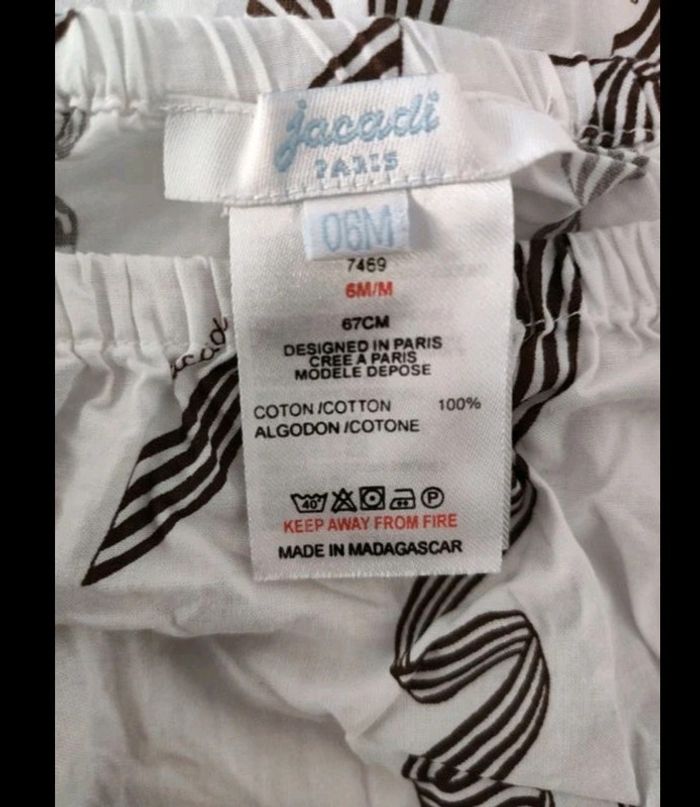 jacadi
PARIS
06M
7469
6M/M
67CM
DESIGNED IN PARIS
CREE A PARIS
MODELE DEPOSE
COTON /COTTON 100%
ALGODON /COTONE
40°
P
KEEP AWAY FROM FIRE
MADE IN MADAGASCAR